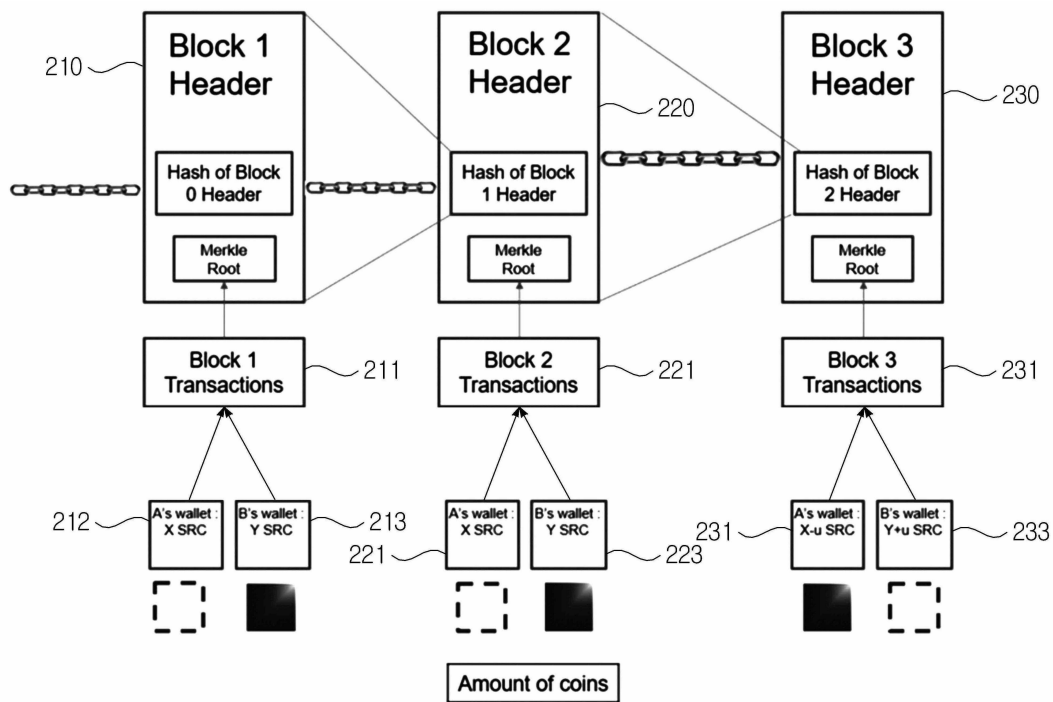 Block 1
Header
210
Hash of Block
0 Header
Merkle
Root
Block 2
Header
220
Hash of Block
1 Header
Merkle
Root
Block 3
Header
230
Hash of Block
2 Header
Merkle
Root
Block 1
Transactions
211
Block 2
Transactions
221
Block 3
Transactions
231
212
A's wallet :
X SRC
B's wallet :
Y SRC
213
221
A's wallet :
X SRC
B's wallet :
Y SRC
223
231
A's wallet :
X-u SRC
B's wallet :
Y+u SRC
233
Amount of coins